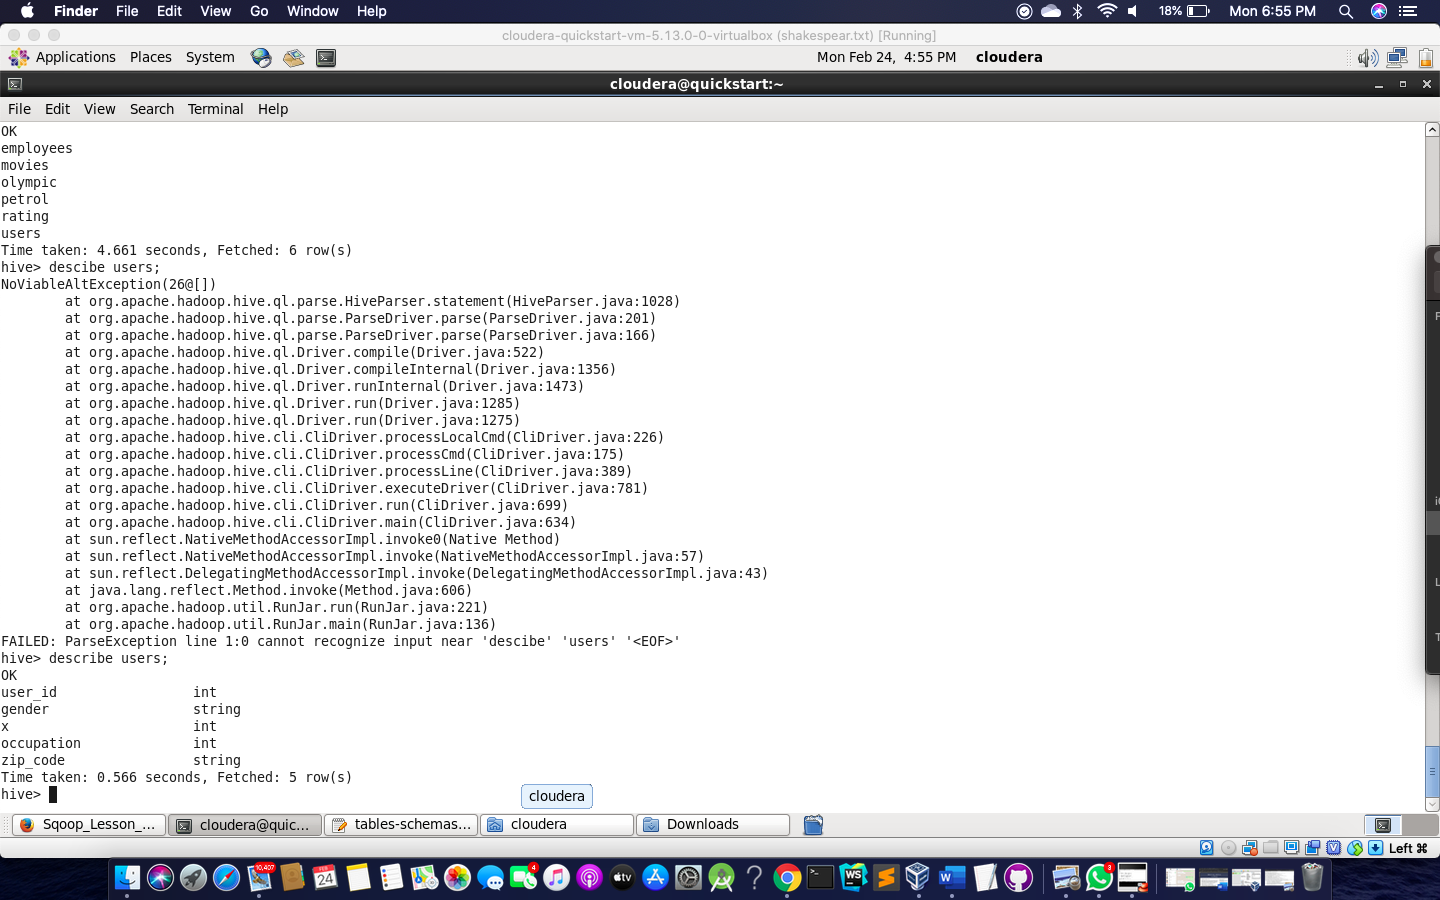 Finder File Edit View Go Window Help 18% Mon 6:55 PM
cloudera-quickstart-vm-5.13.0-0-virtualbox (shakespear.txt) [Running]
Applications Places System Mon Feb 24, 4:55 PM cloudera
cloudera@quickstart:~
File Edit View Search Terminal Help
OK
employees
movies
olympic
petrol
rating
users
Time taken: 4.661 seconds, Fetched: 6 row(s)
hive> descibe users;
NoViableAltException(26@[])
at org.apache.hadoop.hive.ql.parse.HiveParser.statement(HiveParser.java:1028)
at org.apache.hadoop.hive.ql.parse.ParseDriver.parse(ParseDriver.java:201)
at org.apache.hadoop.hive.ql.parse.ParseDriver.parse(ParseDriver.java:166)
at org.apache.hadoop.hive.ql.Driver.compile(Driver.java:522)
at org.apache.hadoop.hive.ql.Driver.compileInternal(Driver.java:1356)
at org.apache.hadoop.hive.ql.Driver.runInternal(Driver.java:1473)
at org.apache.hadoop.hive.ql.Driver.run(Driver.java:1285)
at org.apache.hadoop.hive.ql.Driver.run(Driver.java:1275)
at org.apache.hadoop.hive.cli.CliDriver.processLocalCmd(CliDriver.java:226)
at org.apache.hadoop.hive.cli.CliDriver.processCmd(CliDriver.java:175)
at org.apache.hadoop.hive.cli.CliDriver.processLine(CliDriver.java:389)
at org.apache.hadoop.hive.cli.CliDriver.executeDriver(CliDriver.java:781)
at org.apache.hadoop.hive.cli.CliDriver.run(CliDriver.java:699)
at org.apache.hadoop.hive.cli.CliDriver.main(CliDriver.java:634)
at sun.reflect.NativeMethodAccessorImpl.invoke0(Native Method)
at sun.reflect.NativeMethodAccessorImpl.invoke(NativeMethodAccessorImpl.java:57)
at sun.reflect.DelegatingMethodAccessorImpl.invoke(DelegatingMethodAccessorImpl.java:43)
at java.lang.reflect.Method.invoke(Method.java:606)
at org.apache.hadoop.util.RunJar.run(RunJar.java:221)
at org.apache.hadoop.util.RunJar.main(RunJar.java:136)
FAILED: ParseException line 1:0 cannot recognize input near 'descibe' 'users' '<EOF>'
hive> describe users;
OK
user_id int
gender string
x int
occupation int
zip_code string
Time taken: 0.566 seconds, Fetched: 5 row(s)
hive>
cloudera
Sqoop_Lesson_... cloudera@quic... tables-schemas... cloudera Downloads
Left ⌘
10,407 FEB 24 4 WS W 3